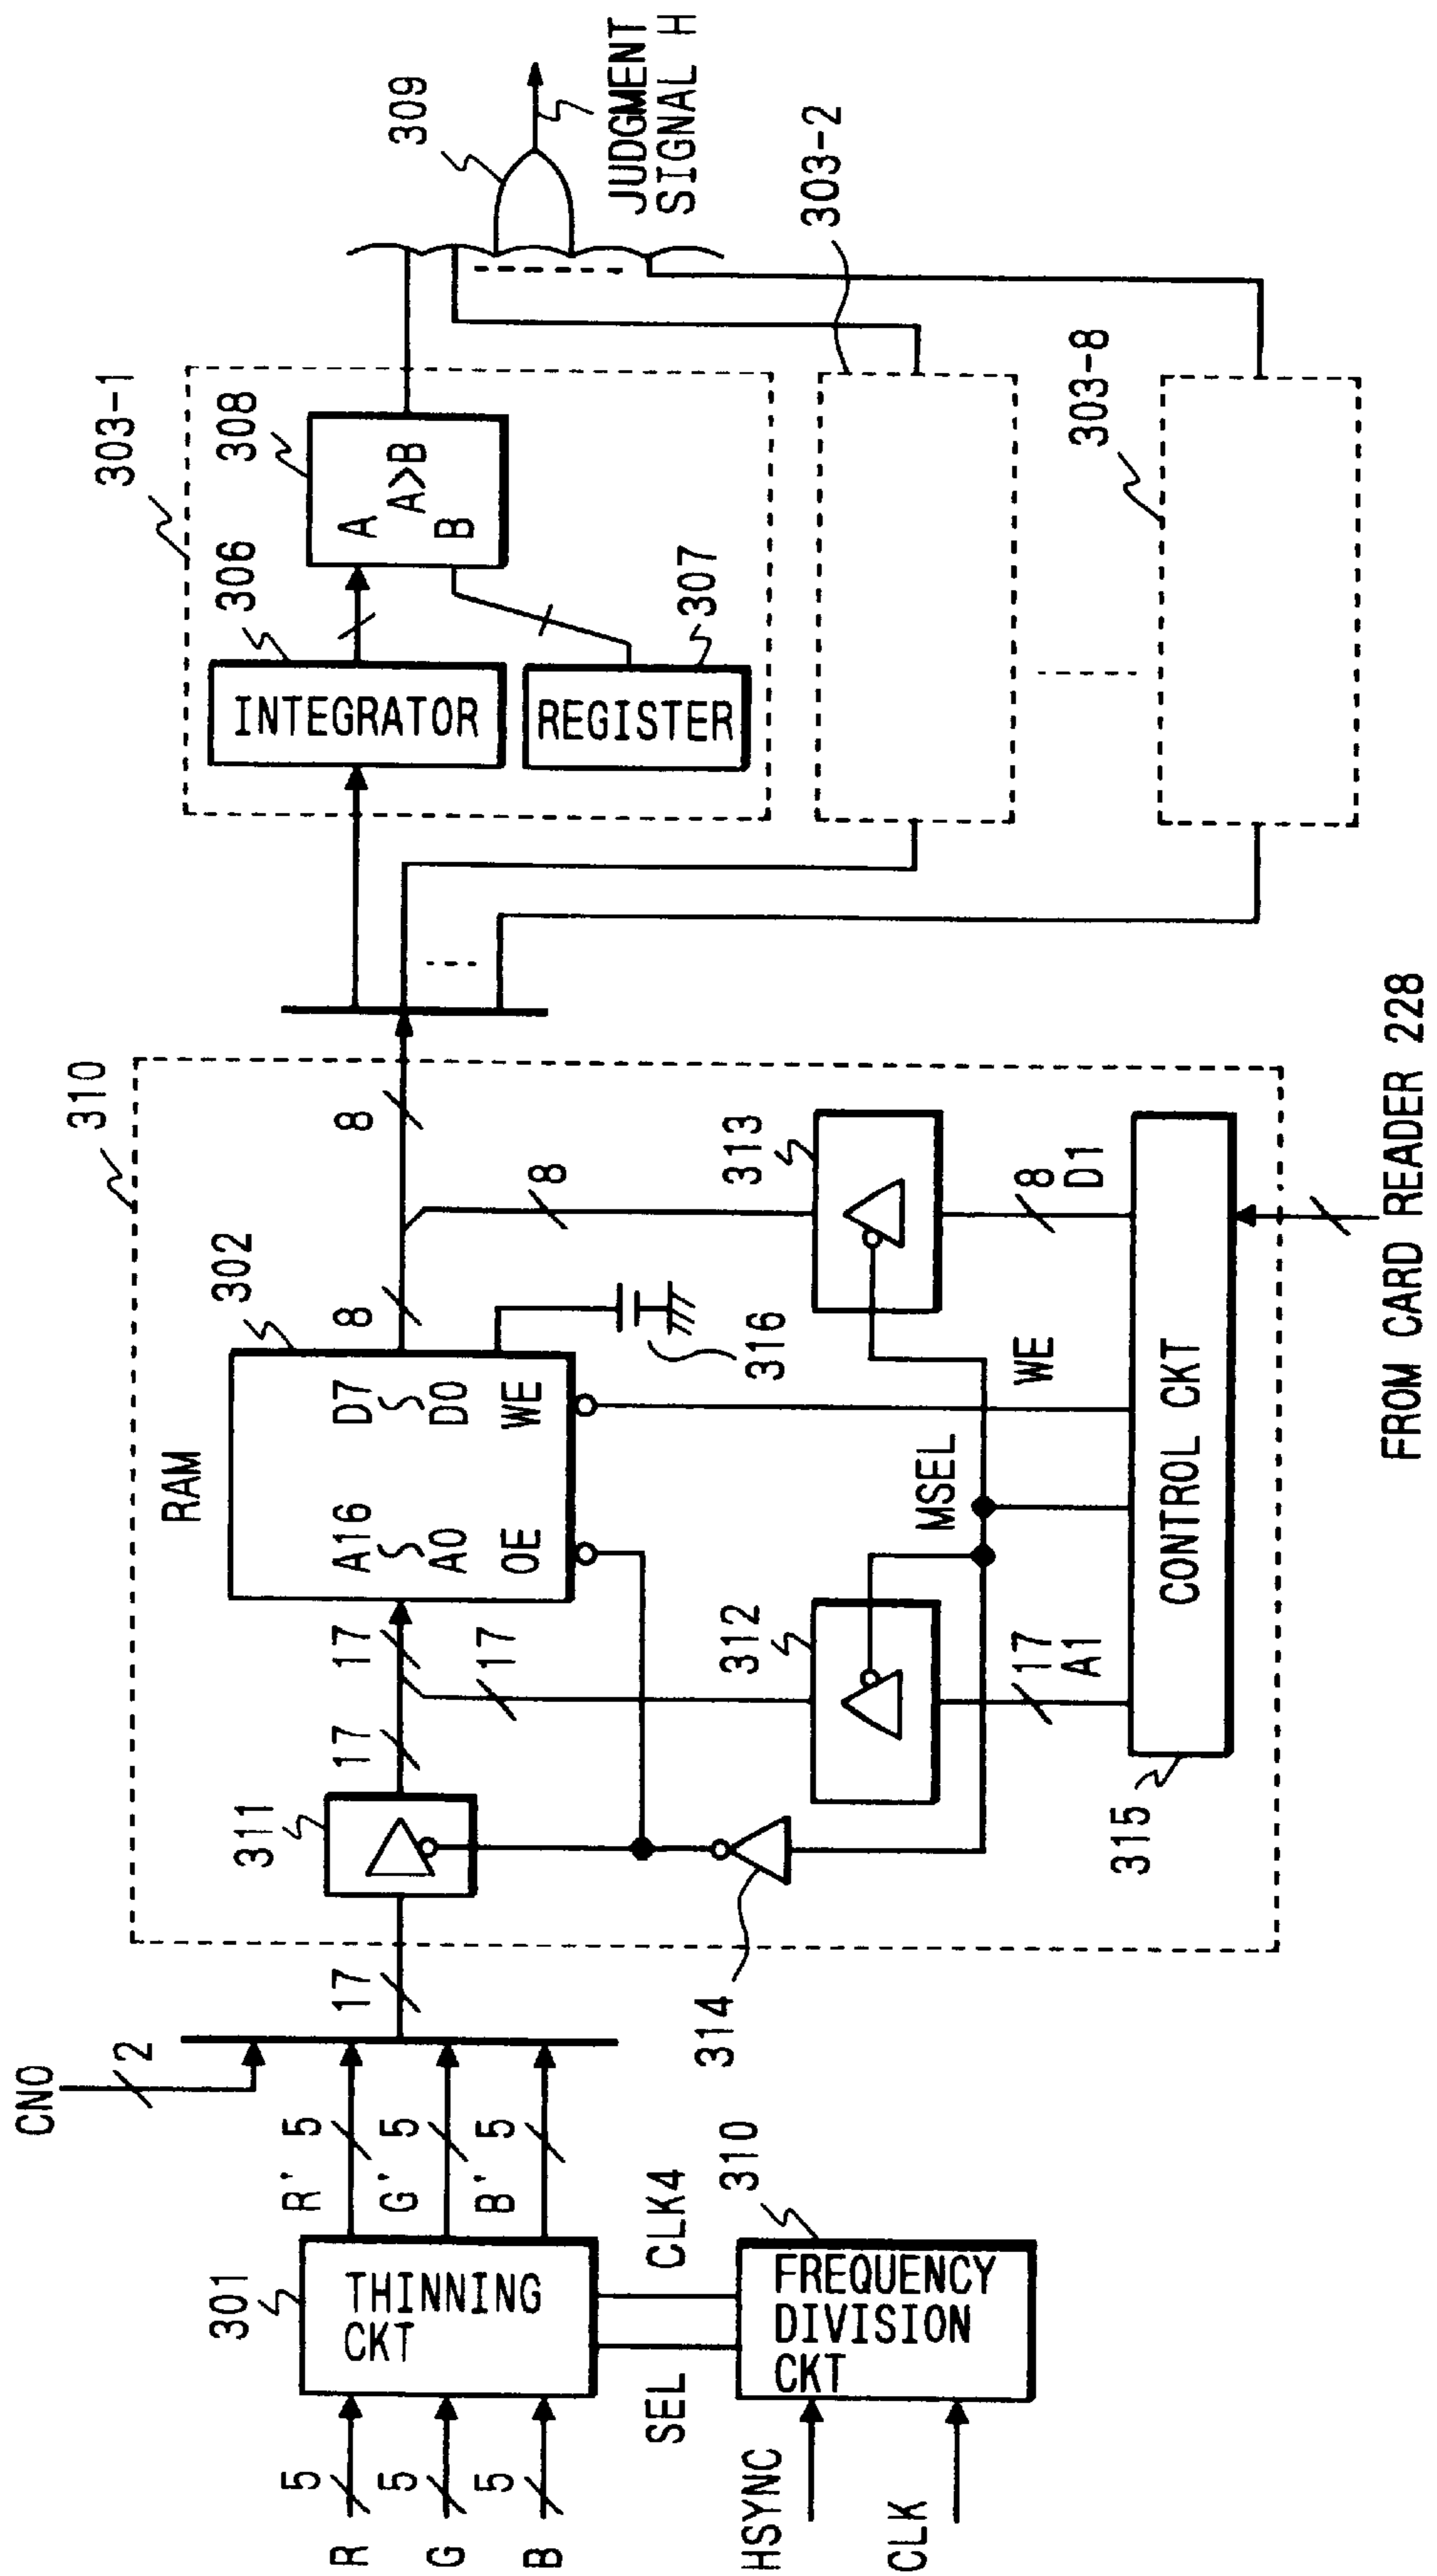 R
5
G
5
B
5
301
THINNING
CKT
SEL
CLK4
HSYNC
CLK
310
FREQUENCY
DIVISION
CKT
R'
5
G'
5
B'
5
CNO
2
17
310
311
17
17
17
314
RAM
302
A16
A0
OE
D7
D0
WE
8
8
8
316
312
313
MSEL
WE
17
A1
8
D1
315
CONTROL CKT
FROM CARD READER 228
303-1
306
INTEGRATOR
307
REGISTER
308
A
A>B
B
303-2
303-8
309
JUDGMENT
SIGNAL H